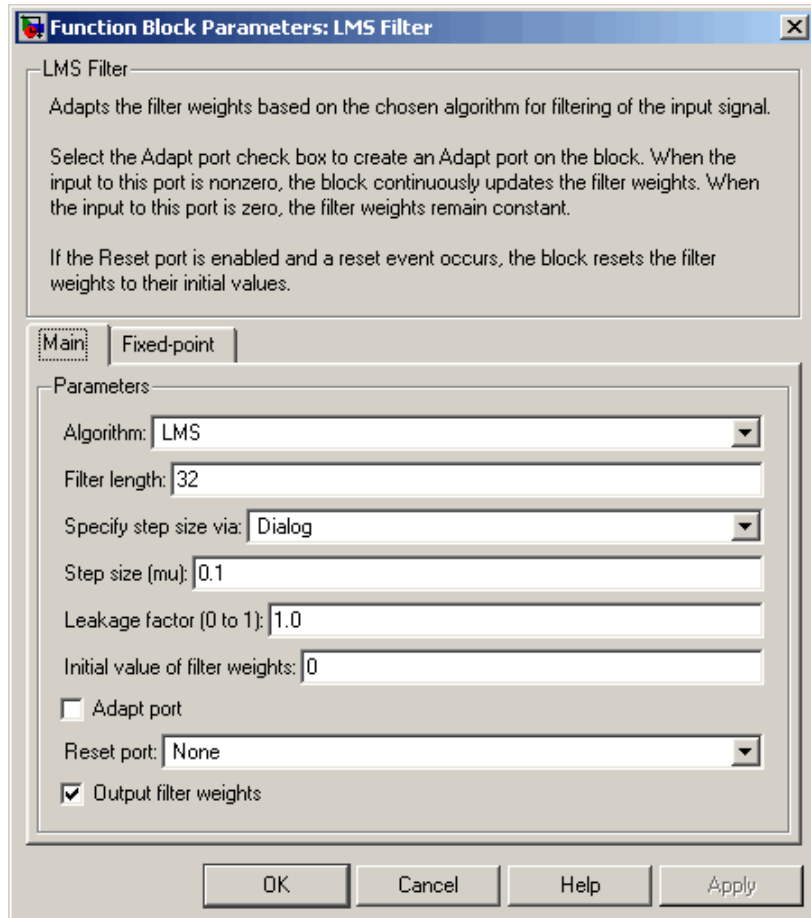 Function Block Parameters: LMS Filter
LMS Filter
Adapts the filter weights based on the chosen algorithm for filtering of the input signal.
Select the Adapt port check box to create an Adapt port on the block. When the
input to this port is nonzero, the block continuously updates the filter weights. When
the input to this port is zero, the filter weights remain constant.
If the Reset port is enabled and a reset event occurs, the block resets the filter
weights to their initial values.
Main Fixed-point
Parameters
Algorithm: LMS
Filter length: 32
Specify step size via: Dialog
Step size (mu): 0.1
Leakage factor (0 to 1): 1.0
Initial value of filter weights: 0
Adapt port
Reset port: None
Output filter weights
OK Cancel Help Apply